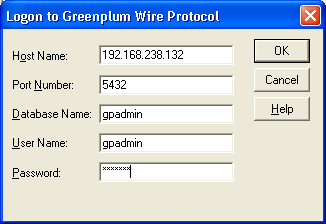 Logon to Greenplum Wire Protocol
Host Name: 192.168.238.132 OK
Port Number: 5432 Cancel
Database Name: gpadmin Help
User Name: gpadmin
Password: *******